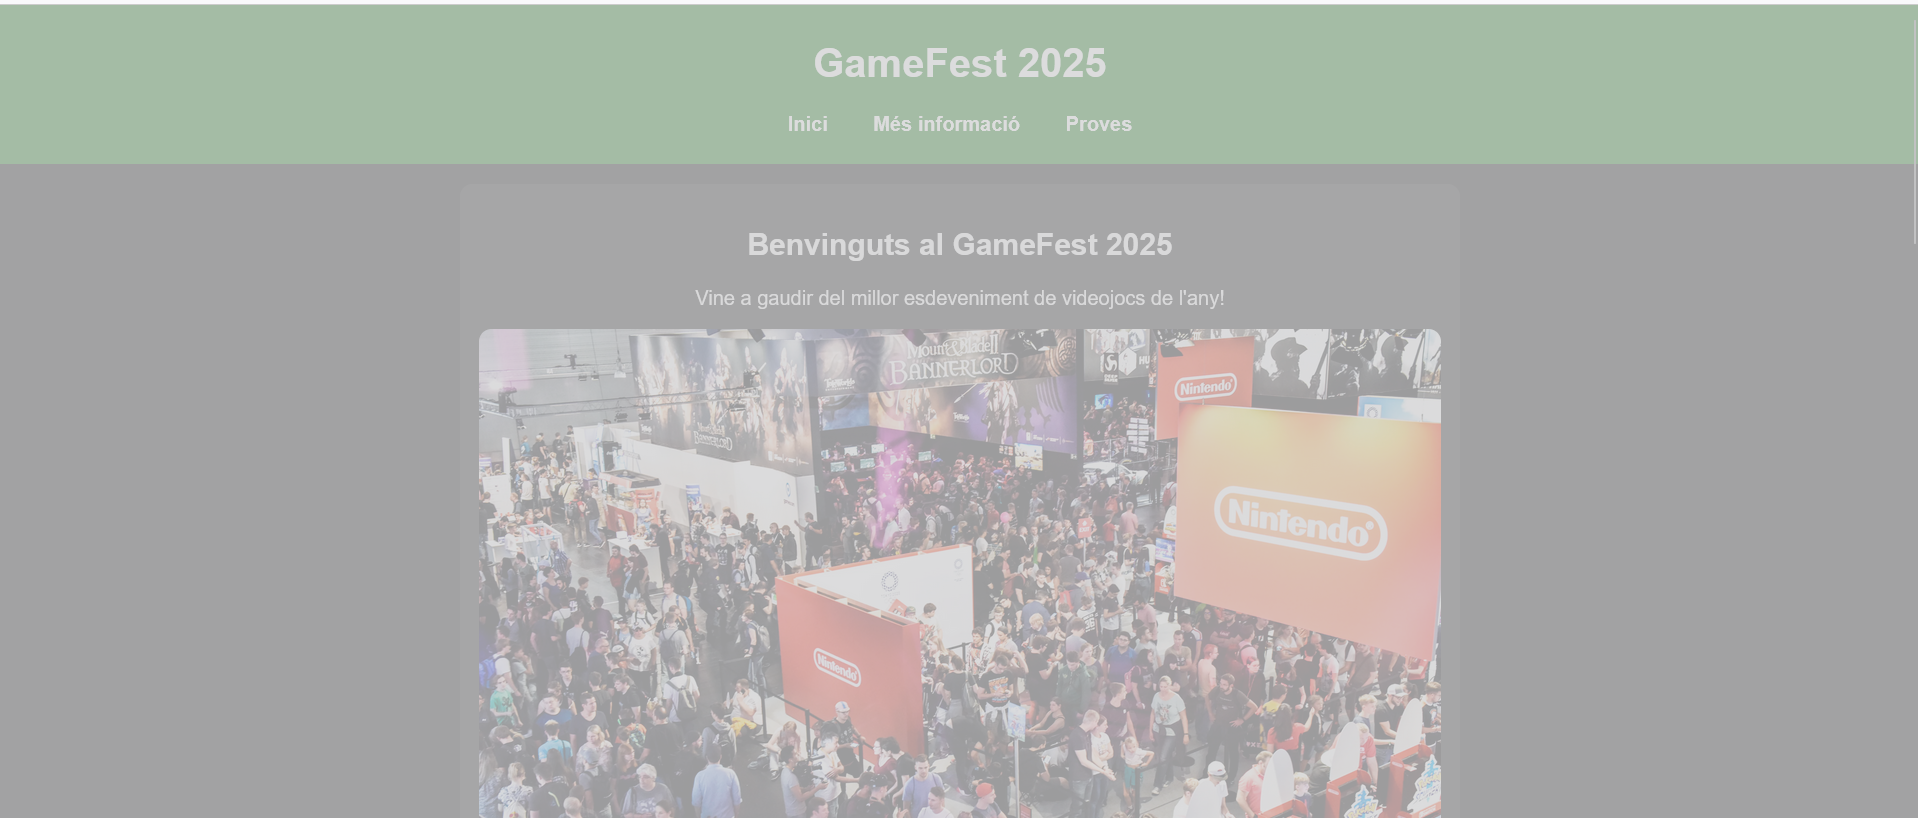 GameFest 2025
Inici Més informació Proves
Benvinguts al GameFest 2025
Vine a gaudir del millor esdeveniment de videojocs de l'any!
Mount & Blade II
BANNERLORD
Nintendo
BANNERLORD
Nintendo
Nintendo